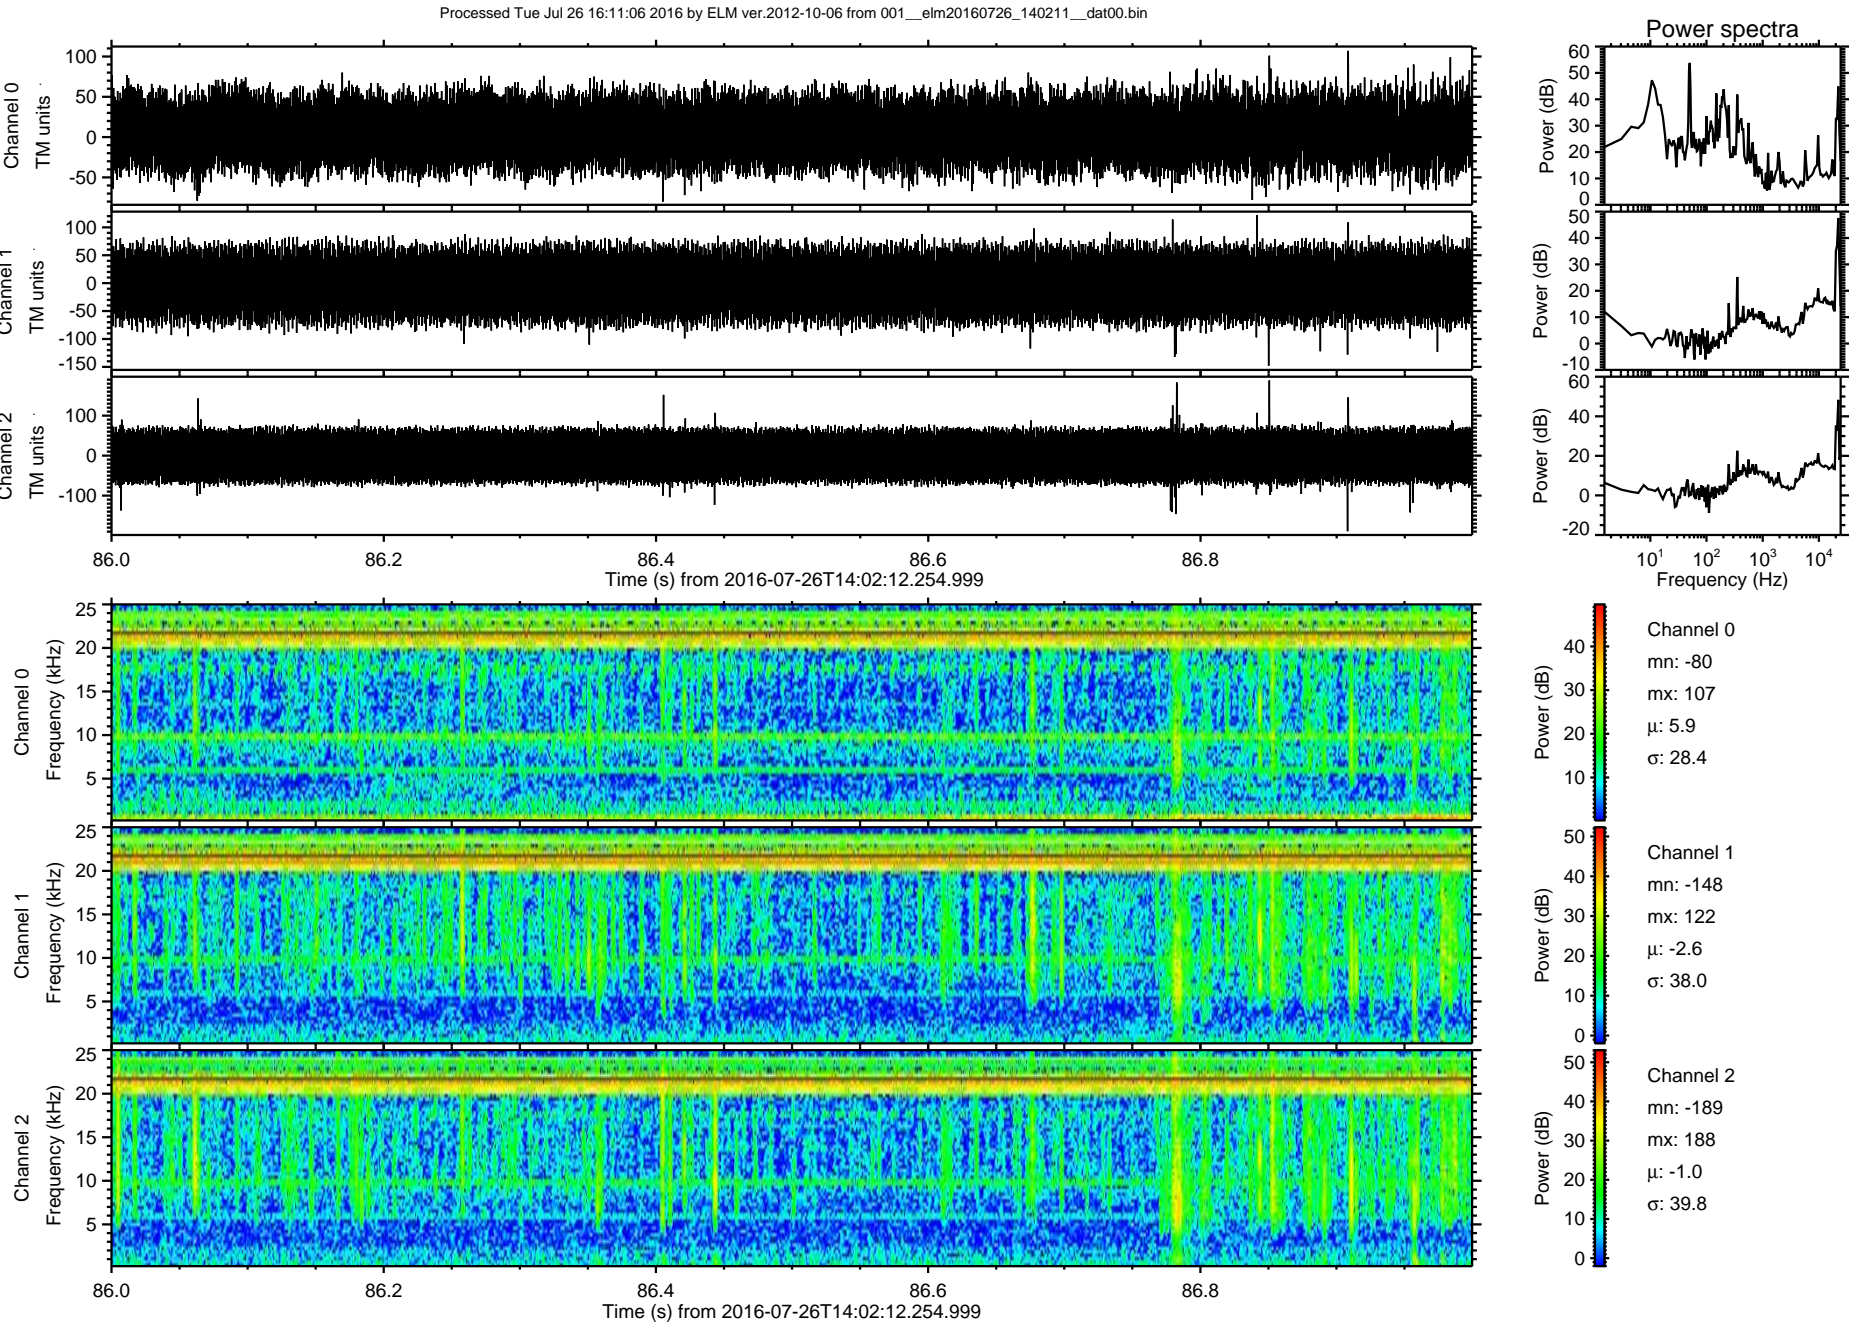 Processed Tue Jul 26 16:11:06 2016 by ELM ver.2012-10-06 from 001__elm20160726_140211__dat00.bin
Power spectra
Channel 0
TM units
100
50
0
-50
Power (dB)
60
50
40
30
20
10
0
Channel 1
TM units
100
50
0
-50
-100
-150
Power (dB)
50
40
30
20
10
0
-10
Channel 2
TM units
100
0
-100
Power (dB)
60
40
20
0
-20
86.0 86.2 86.4 86.6 86.8
Time (s) from 2016-07-26T14:02:12.254.999
10^1 10^2 10^3 10^4
Frequency (Hz)
Channel 0
Frequency (kHz)
25
20
15
10
5
Power (dB)
40
30
20
10
Channel 0
mn: -80
mx: 107
μ: 5.9
σ: 28.4
Channel 1
Frequency (kHz)
25
20
15
10
5
Power (dB)
50
40
30
20
10
0
Channel 1
mn: -148
mx: 122
μ: -2.6
σ: 38.0
Channel 2
Frequency (kHz)
25
20
15
10
5
Power (dB)
50
40
30
20
10
0
Channel 2
mn: -189
mx: 188
μ: -1.0
σ: 39.8
86.0 86.2 86.4 86.6 86.8
Time (s) from 2016-07-26T14:02:12.254.999